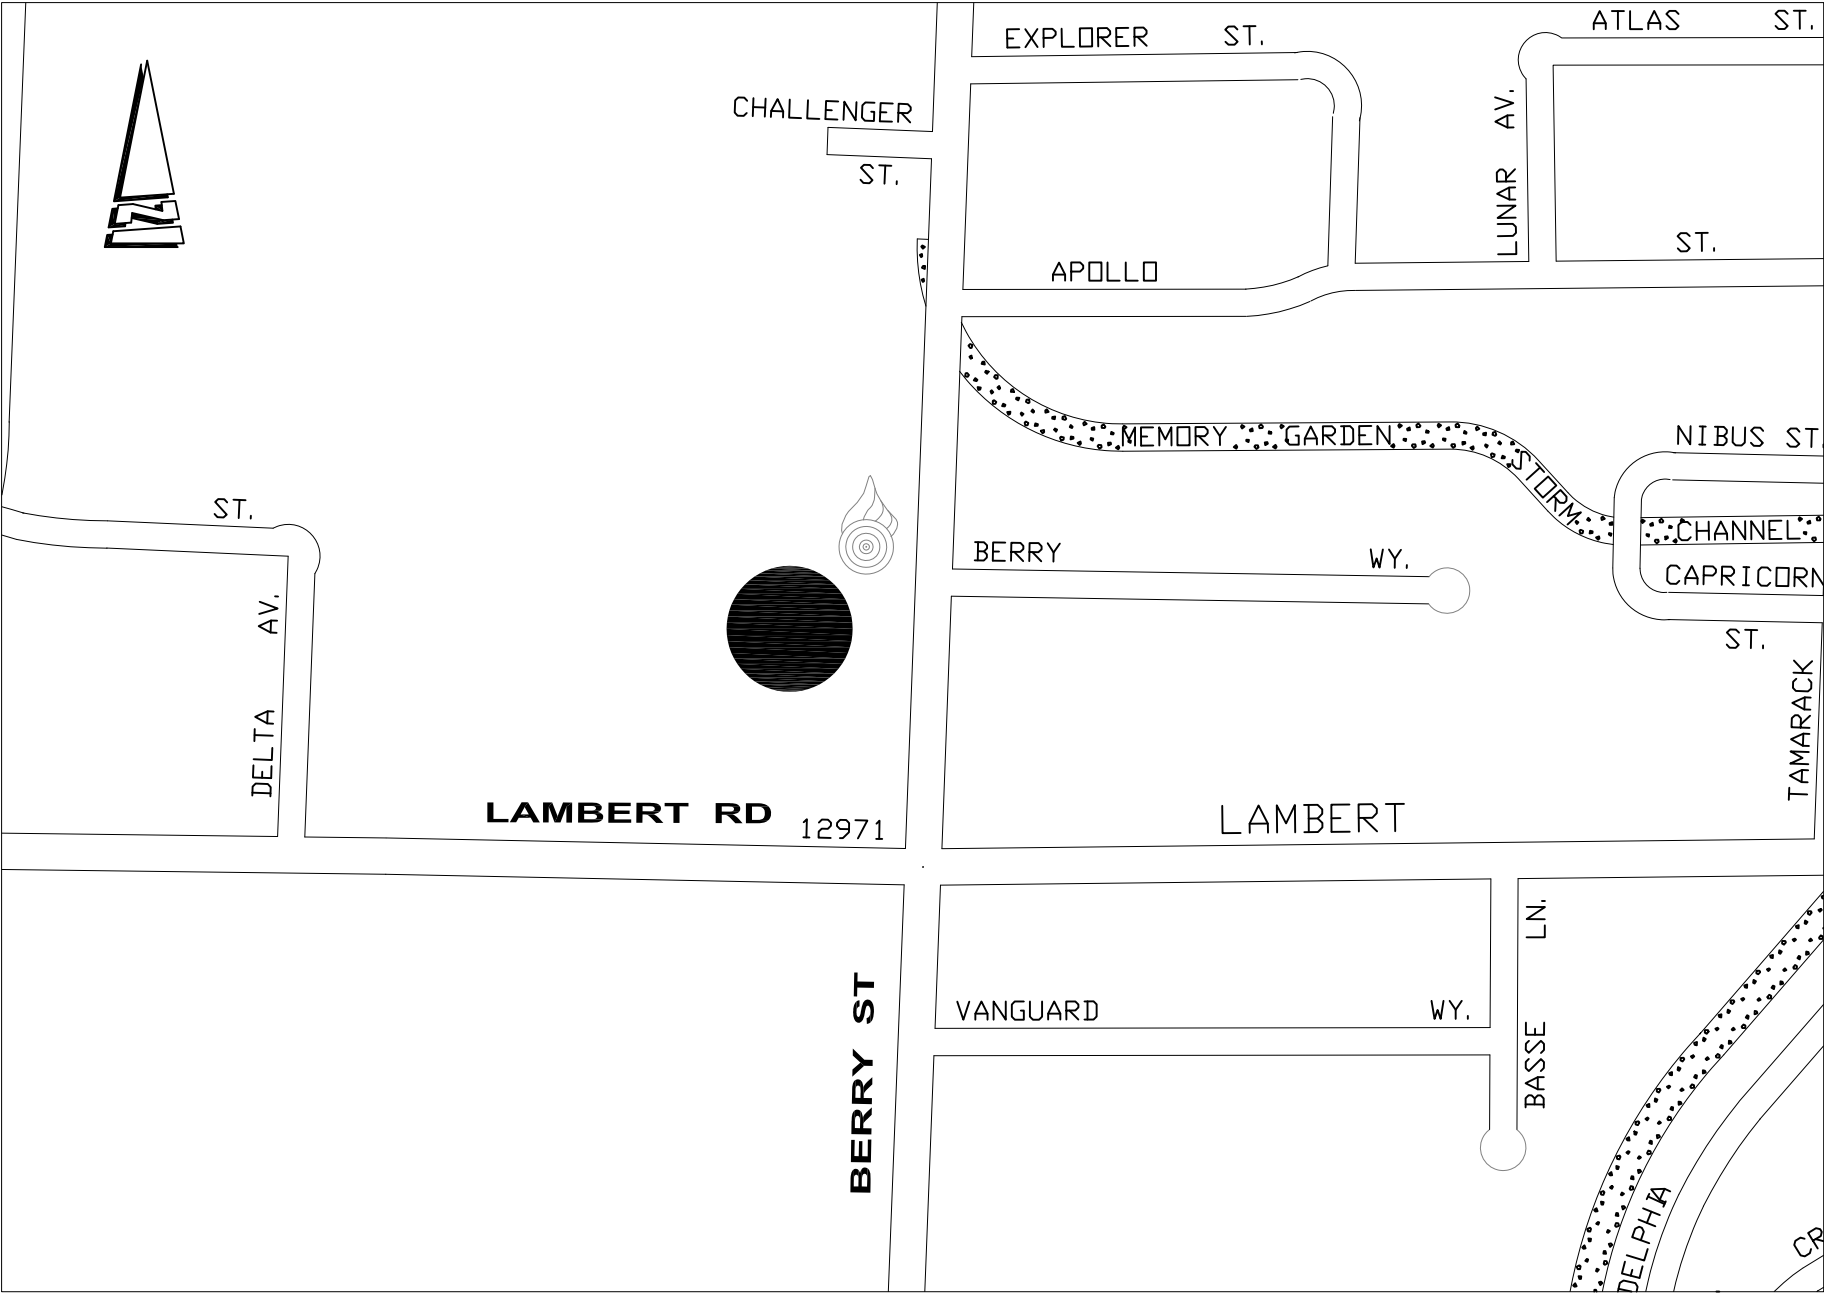 ATLAS ST.
EXPLORER ST.
CHALLENGER
ST.
LUNAR AV.
N
APOLLO ST.
MEMORY GARDEN
STORM
CHANNEL
NIBUS ST.
CAPRICORN
ST.
BERRY WY.
ST.
DELTA AV.
TAMARACK
LAMBERT RD
12971
LAMBERT
BASSE LN.
VANGUARD WY.
BERRY ST
DELPHIA
CR